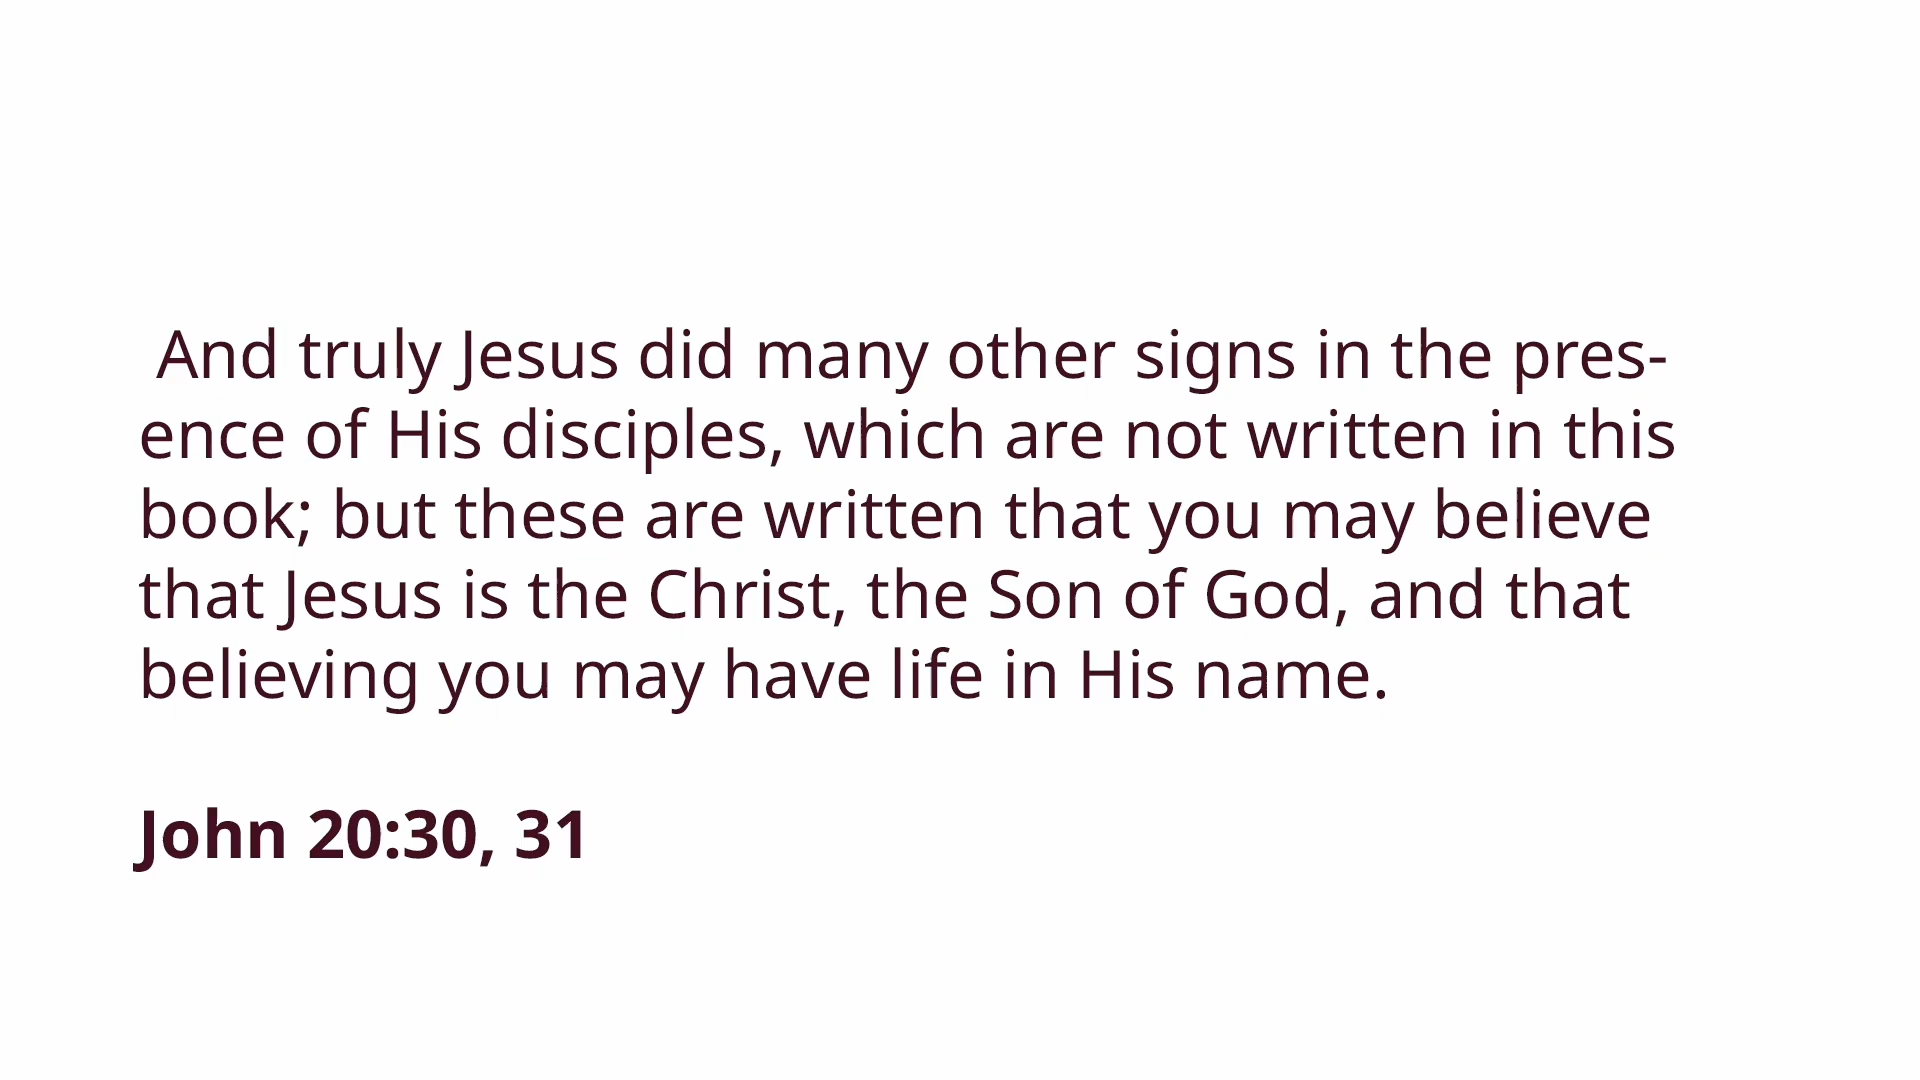 And truly Jesus did many other signs in the pres-
ence of His disciples, which are not written in this
book; but these are written that you may believe
that Jesus is the Christ, the Son of God, and that
believing you may have life in His name.
John 20:30, 31